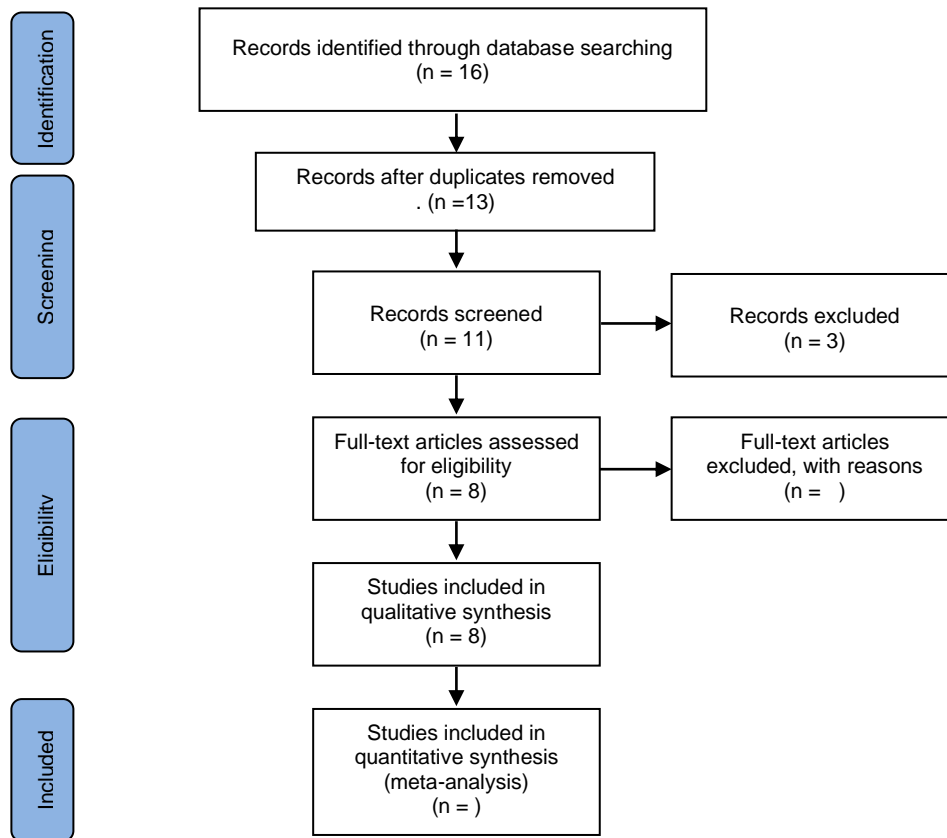 Identification
Records identified through database searching
(n = 16)
Records after duplicates removed
. (n =13)
Screening
Records screened
(n = 11)
Records excluded
(n = 3)
Eligibility
Full-text articles assessed
for eligibility
(n = 8)
Full-text articles
excluded, with reasons
(n =   )
Studies included in
qualitative synthesis
(n = 8)
Included
Studies included in
quantitative synthesis
(meta-analysis)
(n = )